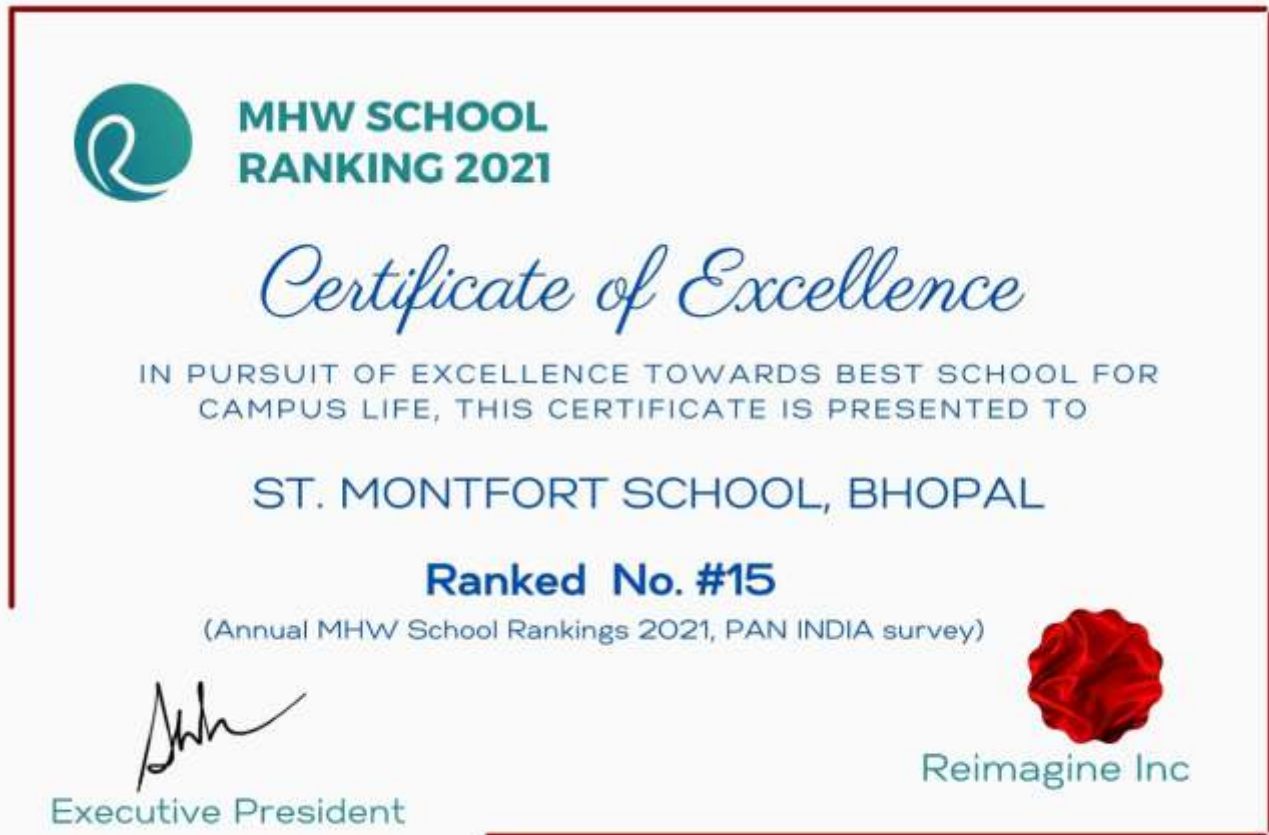 MHW SCHOOL
RANKING 2021
Certificate of Excellence
IN PURSUIT OF EXCELLENCE TOWARDS BEST SCHOOL FOR
CAMPUS LIFE, THIS CERTIFICATE IS PRESENTED TO
ST. MONTFORT SCHOOL, BHOPAL
Ranked No. #15
(Annual MHW School Rankings 2021, PAN INDIA survey)
Executive President
Reimagine Inc